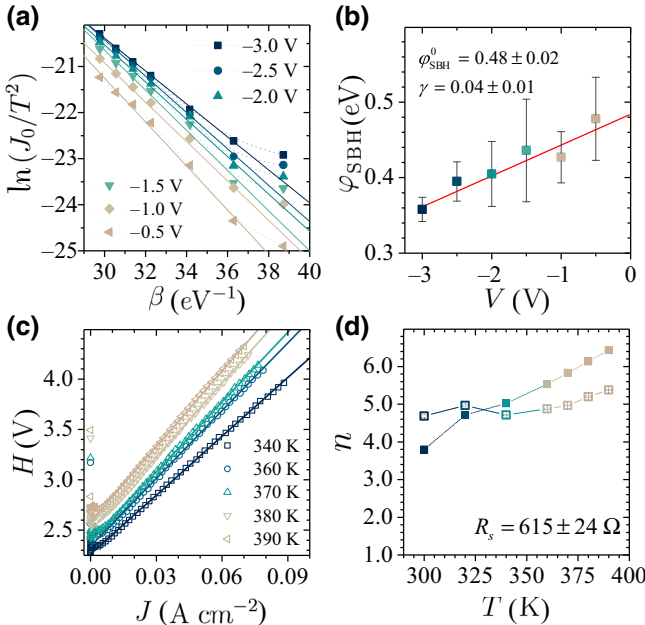 (a)
ln (J₀/T²)
−20
−21
−22
−23
−24
−25
−3.0 V
−2.5 V
−2.0 V
−1.5 V
−1.0 V
−0.5 V
30 32 34 36 38 40
β (eV⁻¹)
(b)
φSBH (eV)
0.5
0.4
0.3
φ⁰SBH = 0.48 ± 0.02
γ = 0.04 ± 0.01
−3 −2 −1 0
V (V)
(c)
H (V)
4.0
3.5
3.0
2.5
340 K
360 K
370 K
380 K
390 K
0.00 0.03 0.06 0.09
J (A cm⁻²)
(d)
n
6.0
5.0
4.0
3.0
2.0
1.0
Rₛ = 615 ± 24 Ω
300 325 350 375 400
T (K)